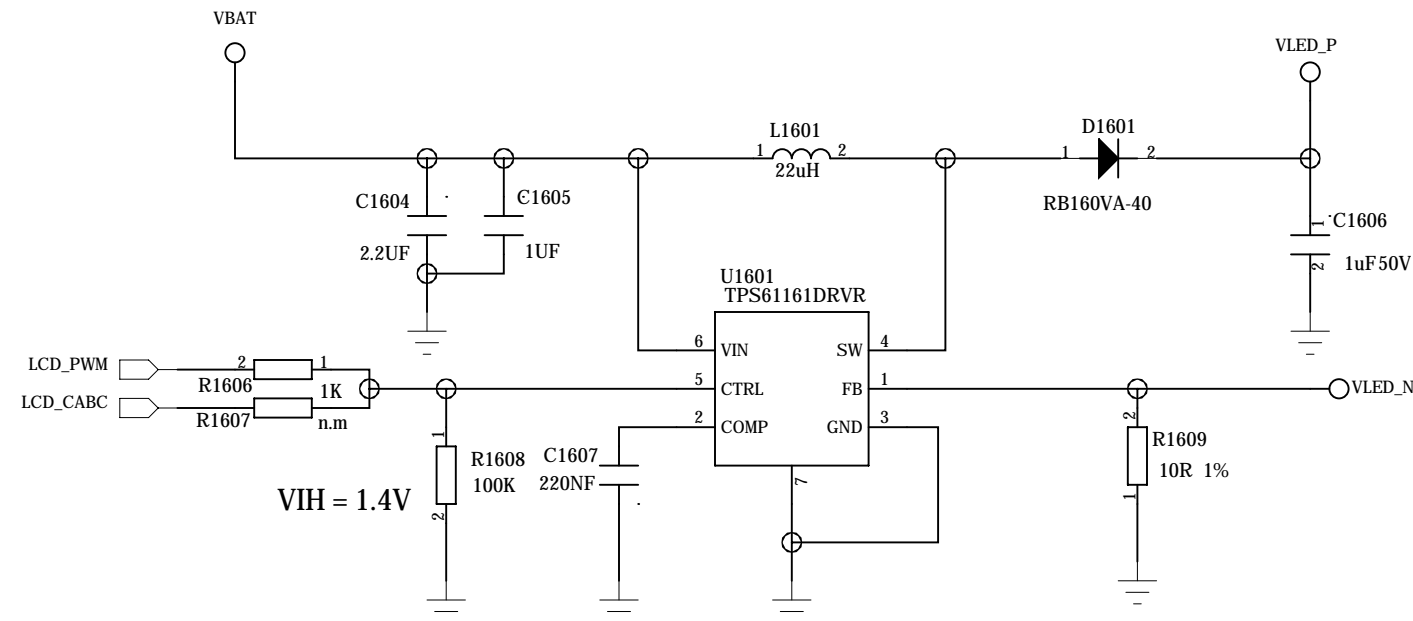 VBAT
VLED_P
L1601
1 2
22uH
D1601
1 2
RB160VA-40
C1604
2.2UF
C1605
1UF
1 C1606
2 1uF50V
U1601
TPS61161DRVR
6 VIN SW 4
5 CTRL FB 1
2 COMP GND 3
7
LCD_PWM
2 1
R1606 1K
LCD_CABC
R1607 n.m
VLED_N
1
R1608
100K
2
VIH = 1.4V
C1607
220NF
2
R1609
10R 1%
1